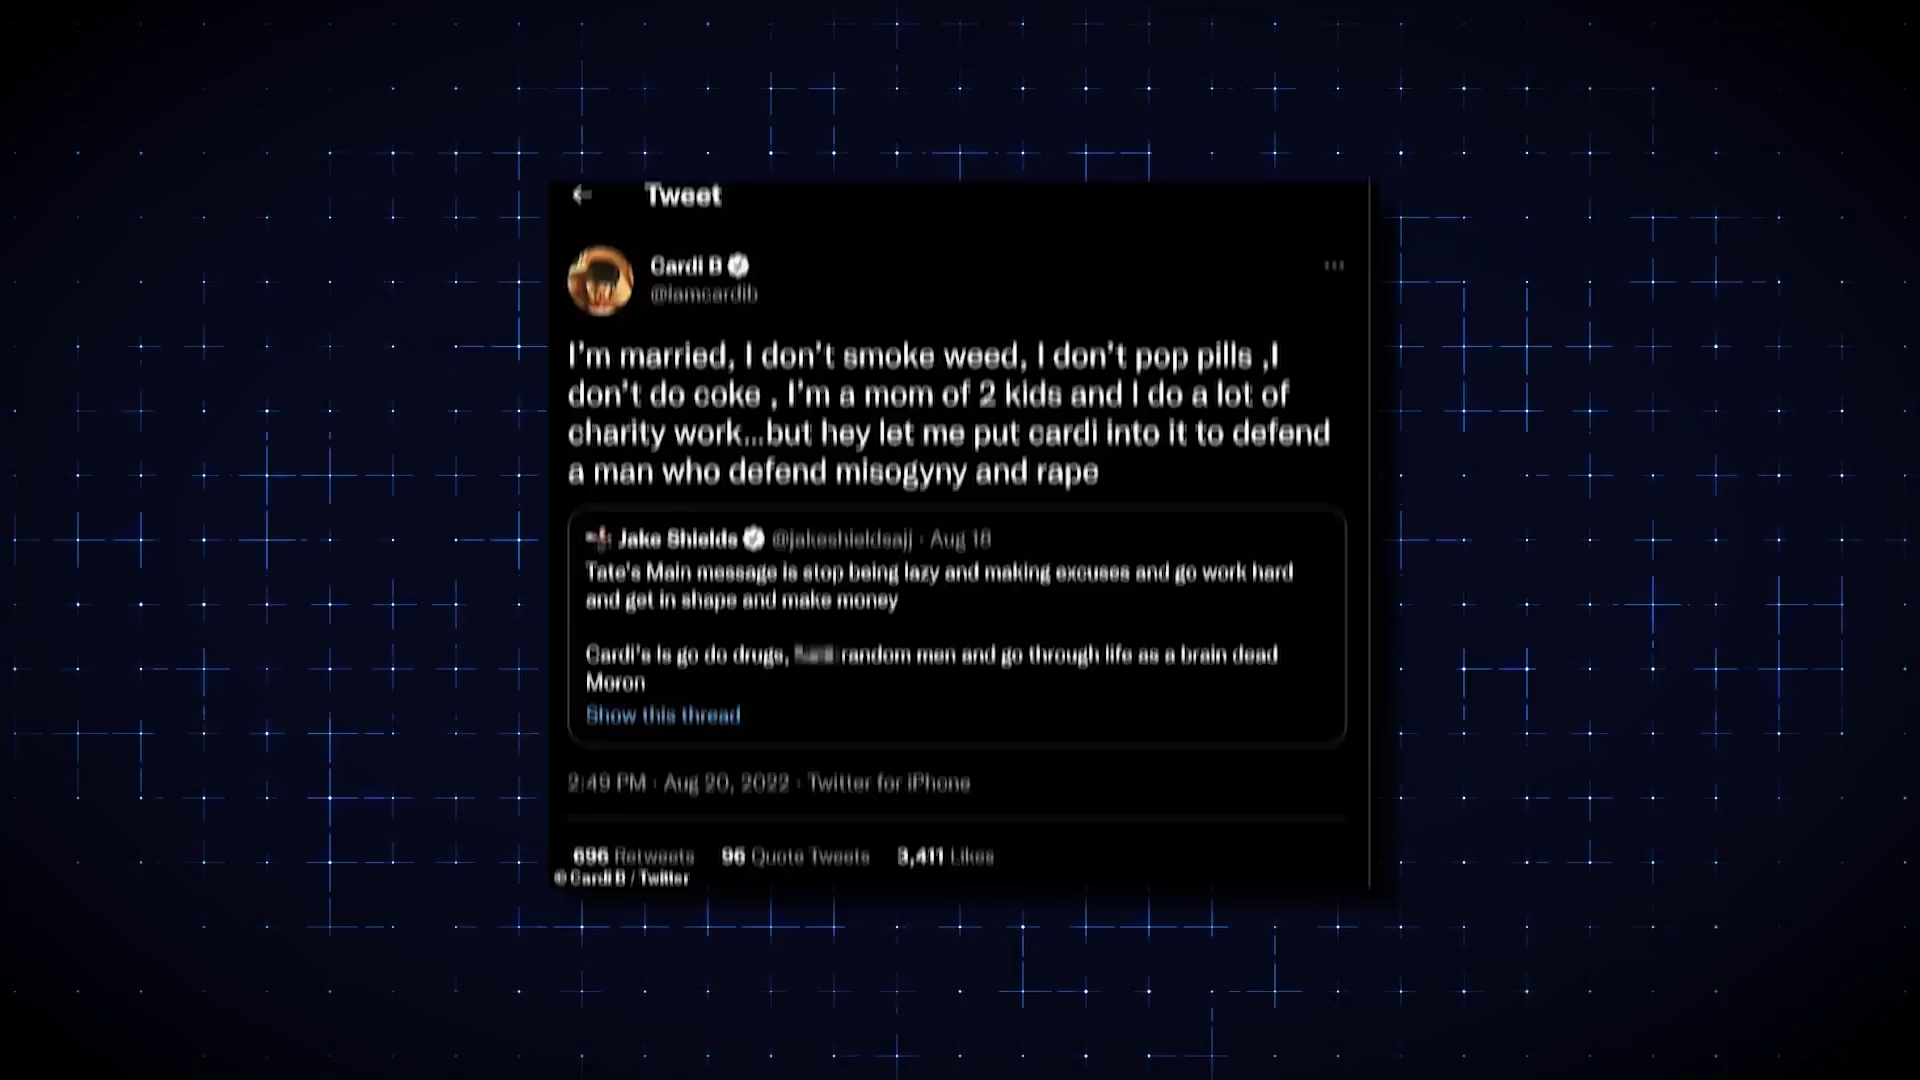 Tweet
Cardi B
@iamcardib
I'm married, I don't smoke weed, I don't pop pills ,I
don't do coke , I'm a mom of 2 kids and I do a lot of
charity work...but hey let me put cardi into it to defend
a man who defend misogyny and rape
Jake Shields @jakeshieldsajj · Aug 18
Tate's Main message is stop being lazy and making excuses and go work hard
and get in shape and make money
Cardi's is go do drugs, random men and go through life as a brain dead
Moron
Show this thread
2:49 PM · Aug 20, 2022 · Twitter for iPhone
696 Retweets 96 Quote Tweets 3,411 Likes
© Cardi B / Twitter